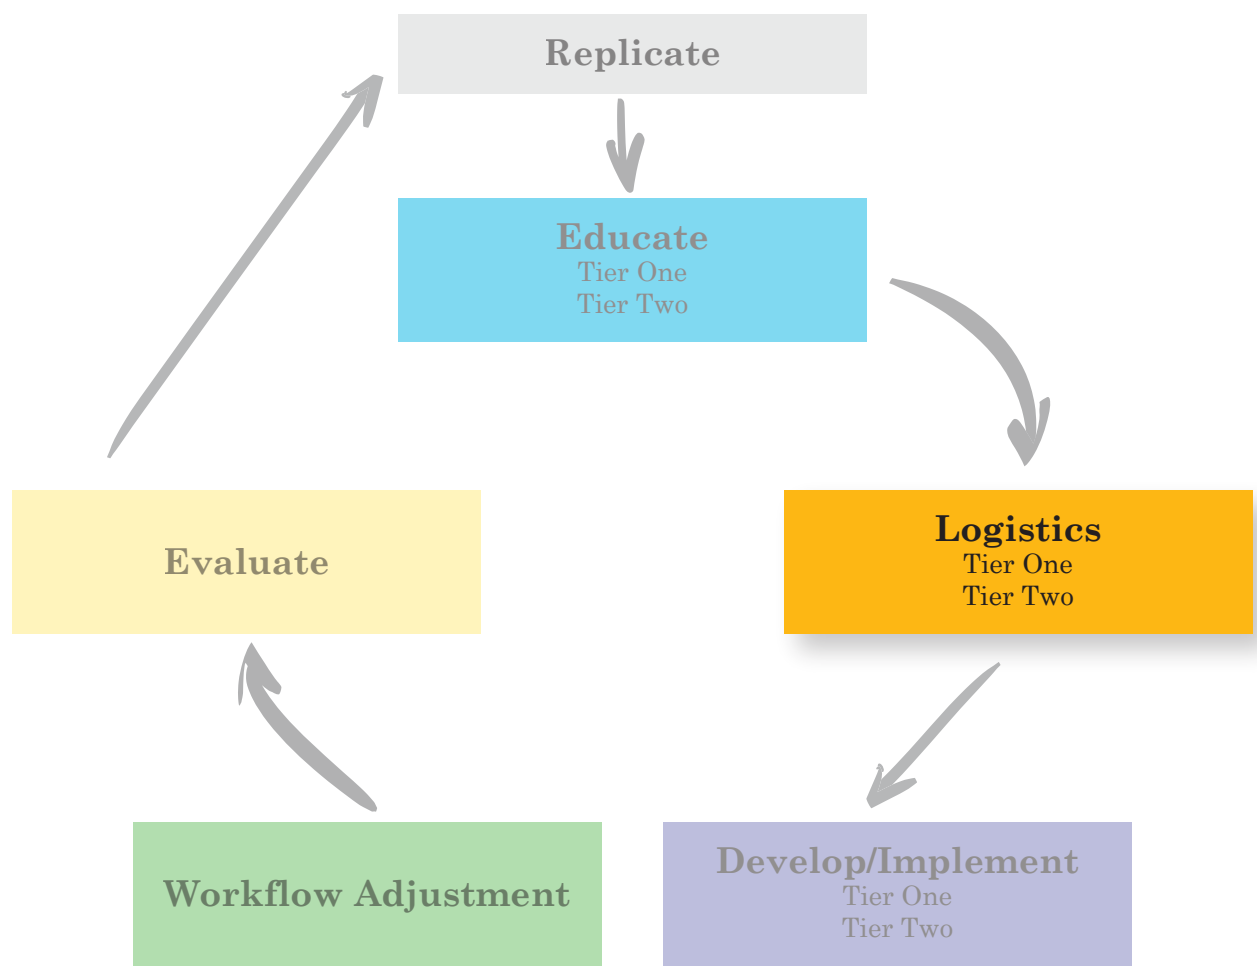 Replicate
Educate
Tier One
Tier Two
Evaluate
Logistics
Tier One
Tier Two
Workflow Adjustment
Develop/Implement
Tier One
Tier Two